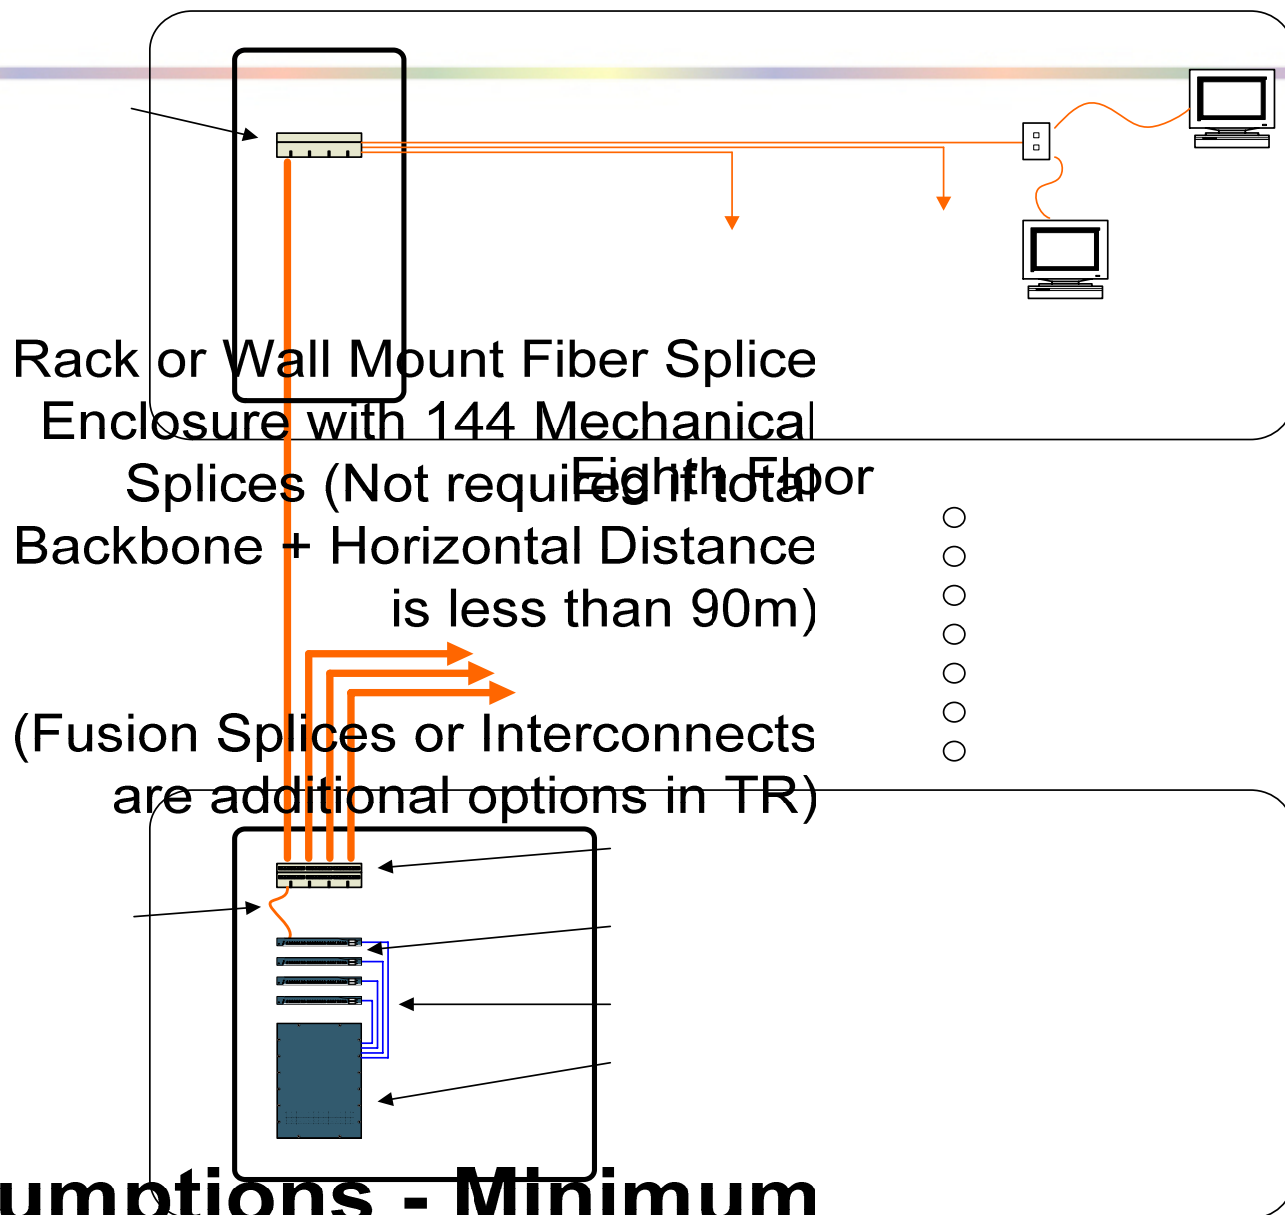 Rack or Wall Mount Fiber Splice
Enclosure with 144 Mechanical
Splices (Not required if total
Eighth Floor
Backbone + Horizontal Distance
is less than 90m)
(Fusion Splices or Interconnects
are additional options in TR)
umptions - Minimum